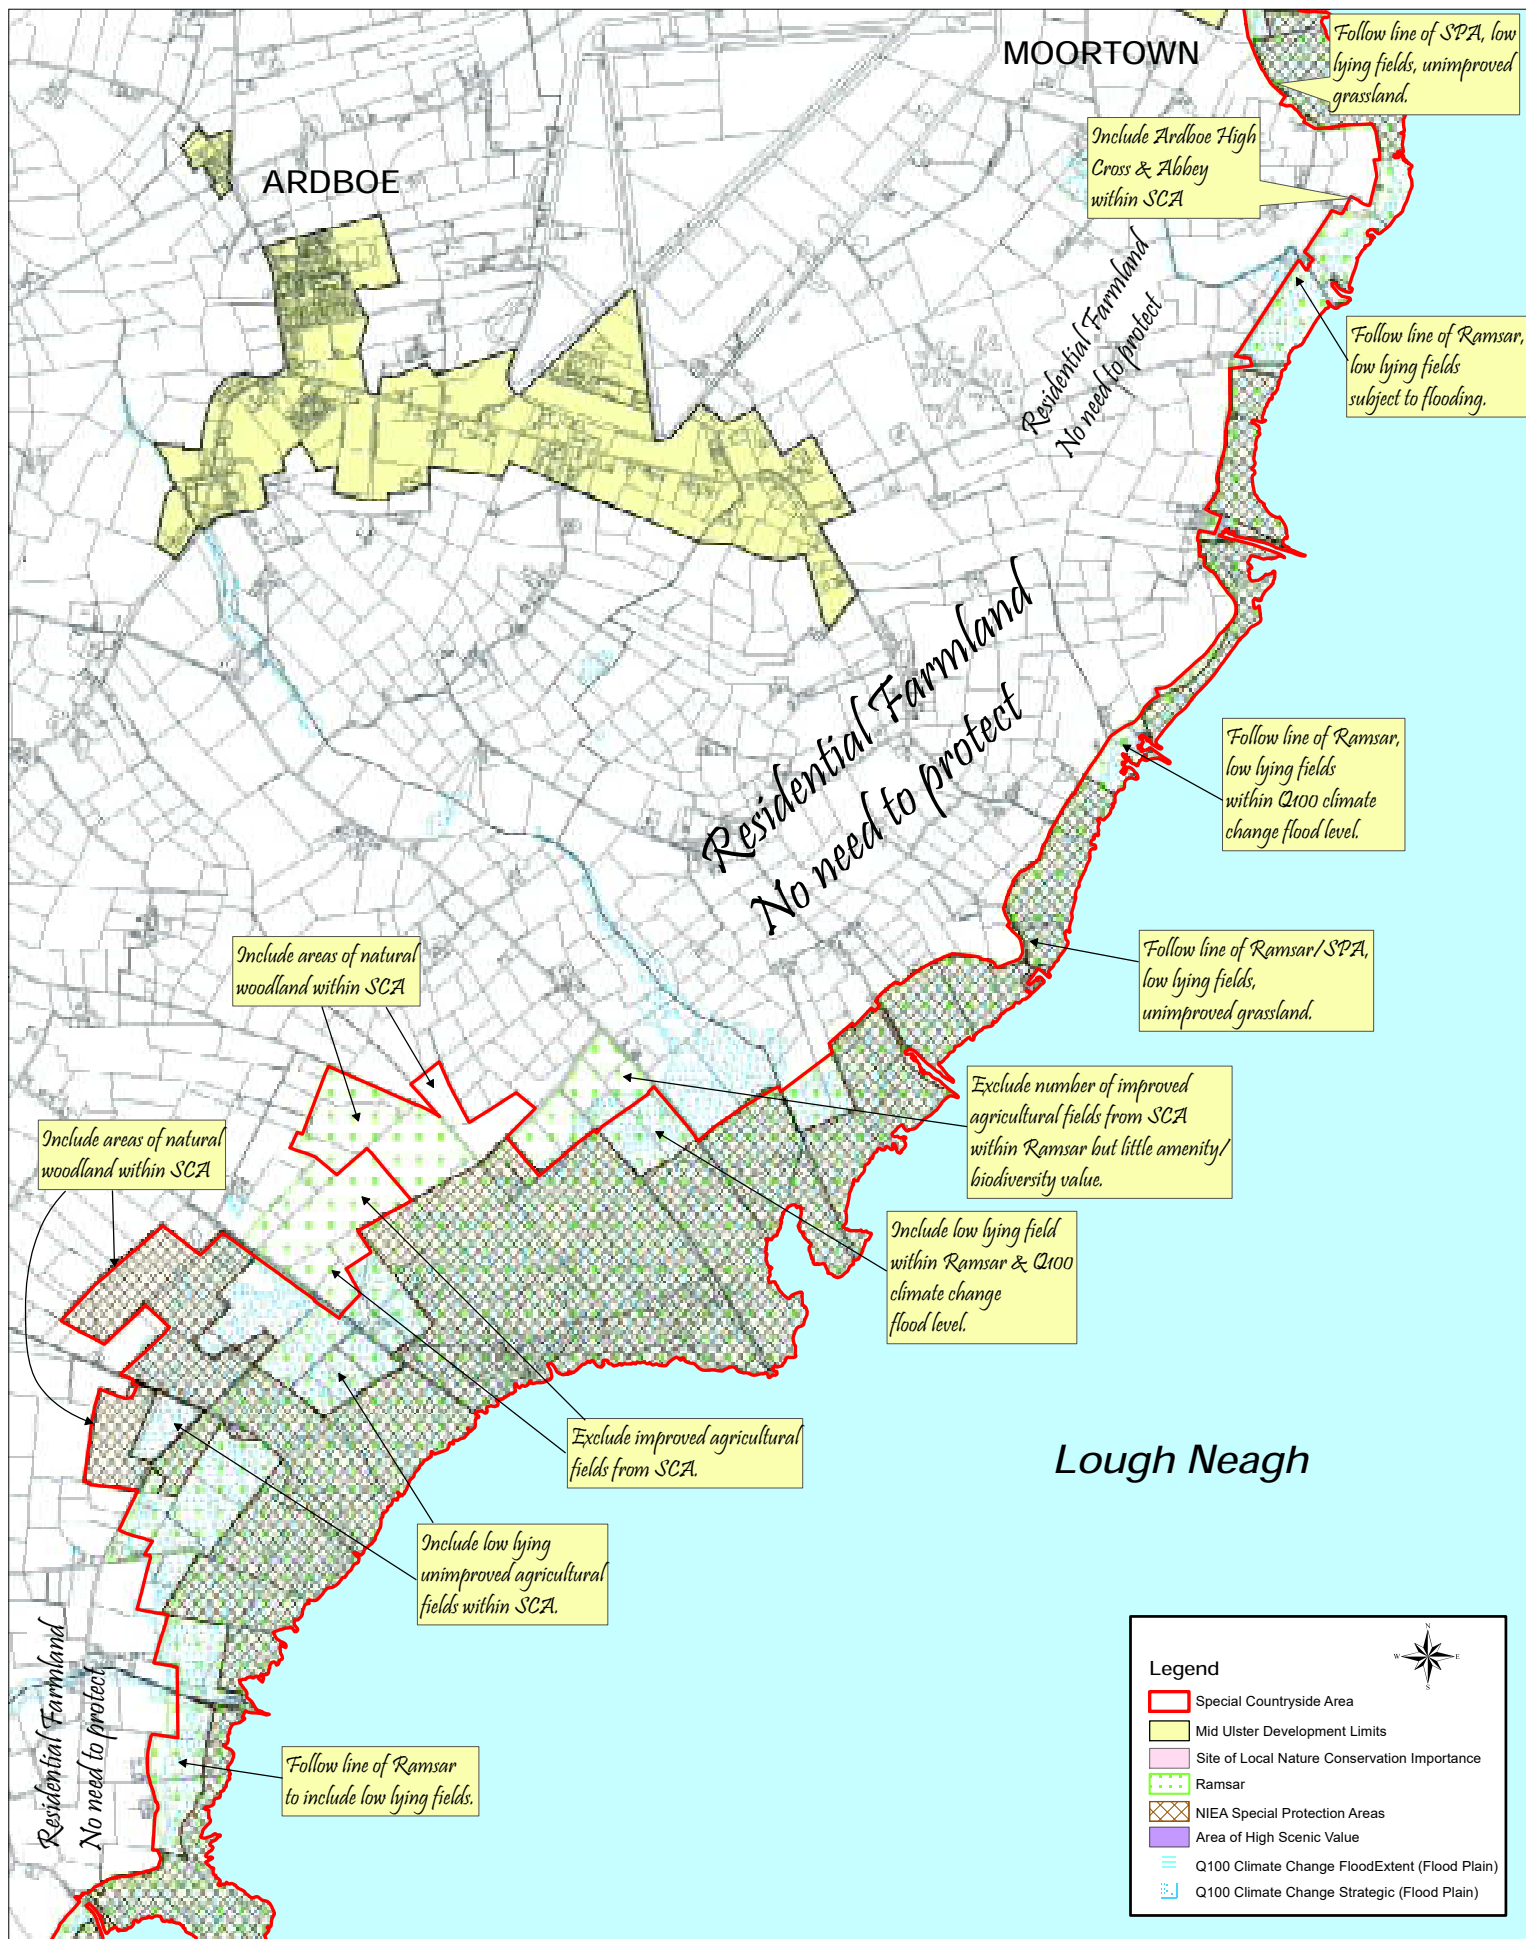 MOORTOWN
Follow line of SPA, low
lying fields, unimproved
grassland.
Include Ardboe High
Cross & Abbey
within SCA
ARDBOE
Residential Farmland
No need to protect
Follow line of Ramsar,
low lying fields
subject to flooding.
Residential Farmland
No need to protect
Follow line of Ramsar,
low lying fields
within Q100 climate
change flood level.
Include areas of natural
woodland within SCA
Follow line of Ramsar/SPA,
low lying fields,
unimproved grassland.
Exclude number of improved
agricultural fields from SCA
within Ramsar but little amenity/
biodiversity value.
Include areas of natural
woodland within SCA
Include low lying field
within Ramsar & Q100
climate change
flood level.
Exclude improved agricultural
fields from SCA.
Lough Neagh
Include low lying
unimproved agricultural
fields within SCA.
Residential Farmland
No need to protect
Follow line of Ramsar
to include low lying fields.
N
W E
S
Legend
Special Countryside Area
Mid Ulster Development Limits
Site of Local Nature Conservation Importance
Ramsar
NIEA Special Protection Areas
Area of High Scenic Value
Q100 Climate Change FloodExtent (Flood Plain)
Q100 Climate Change Strategic (Flood Plain)